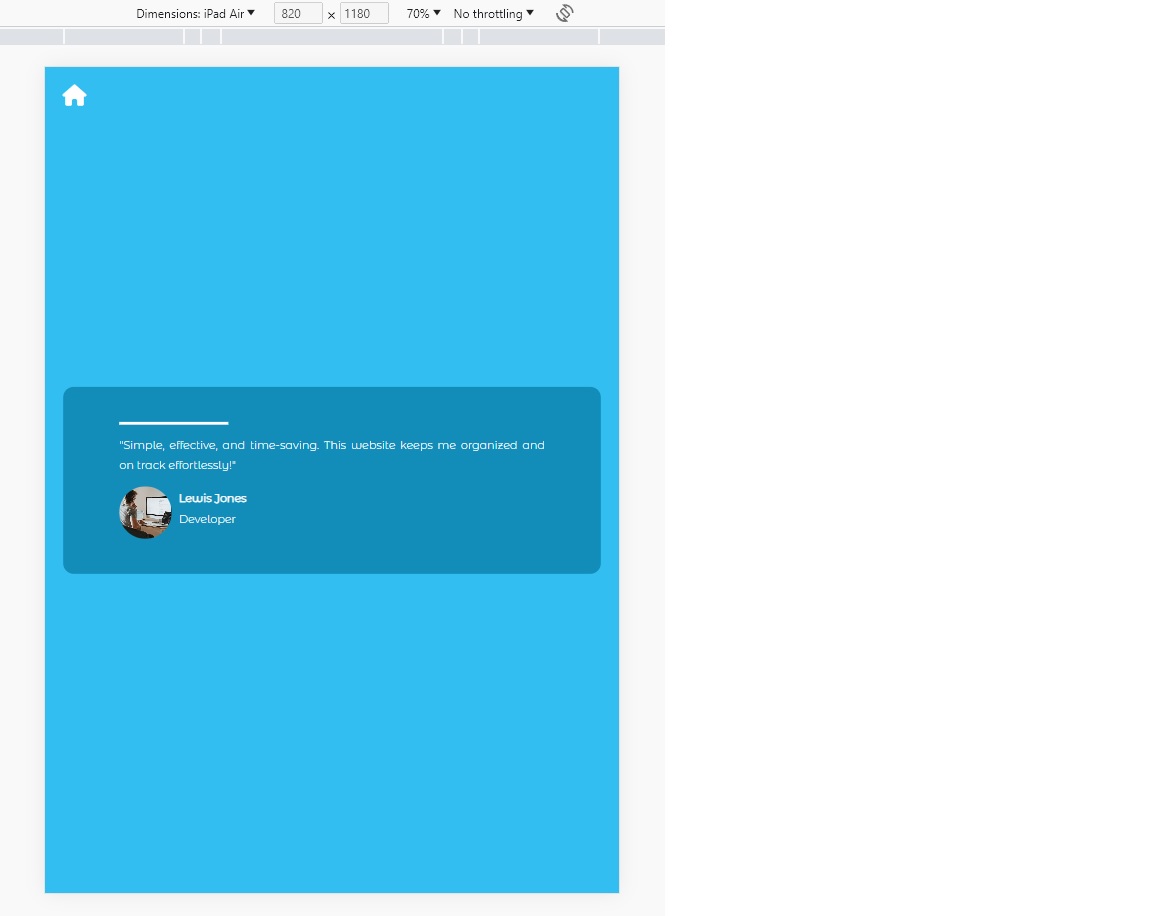 Dimensions: iPad Air 820 x 1180 70% No throttling
"Simple, effective, and time-saving. This website keeps me organized and
on track effortlessly!"
Lewis Jones
Developer